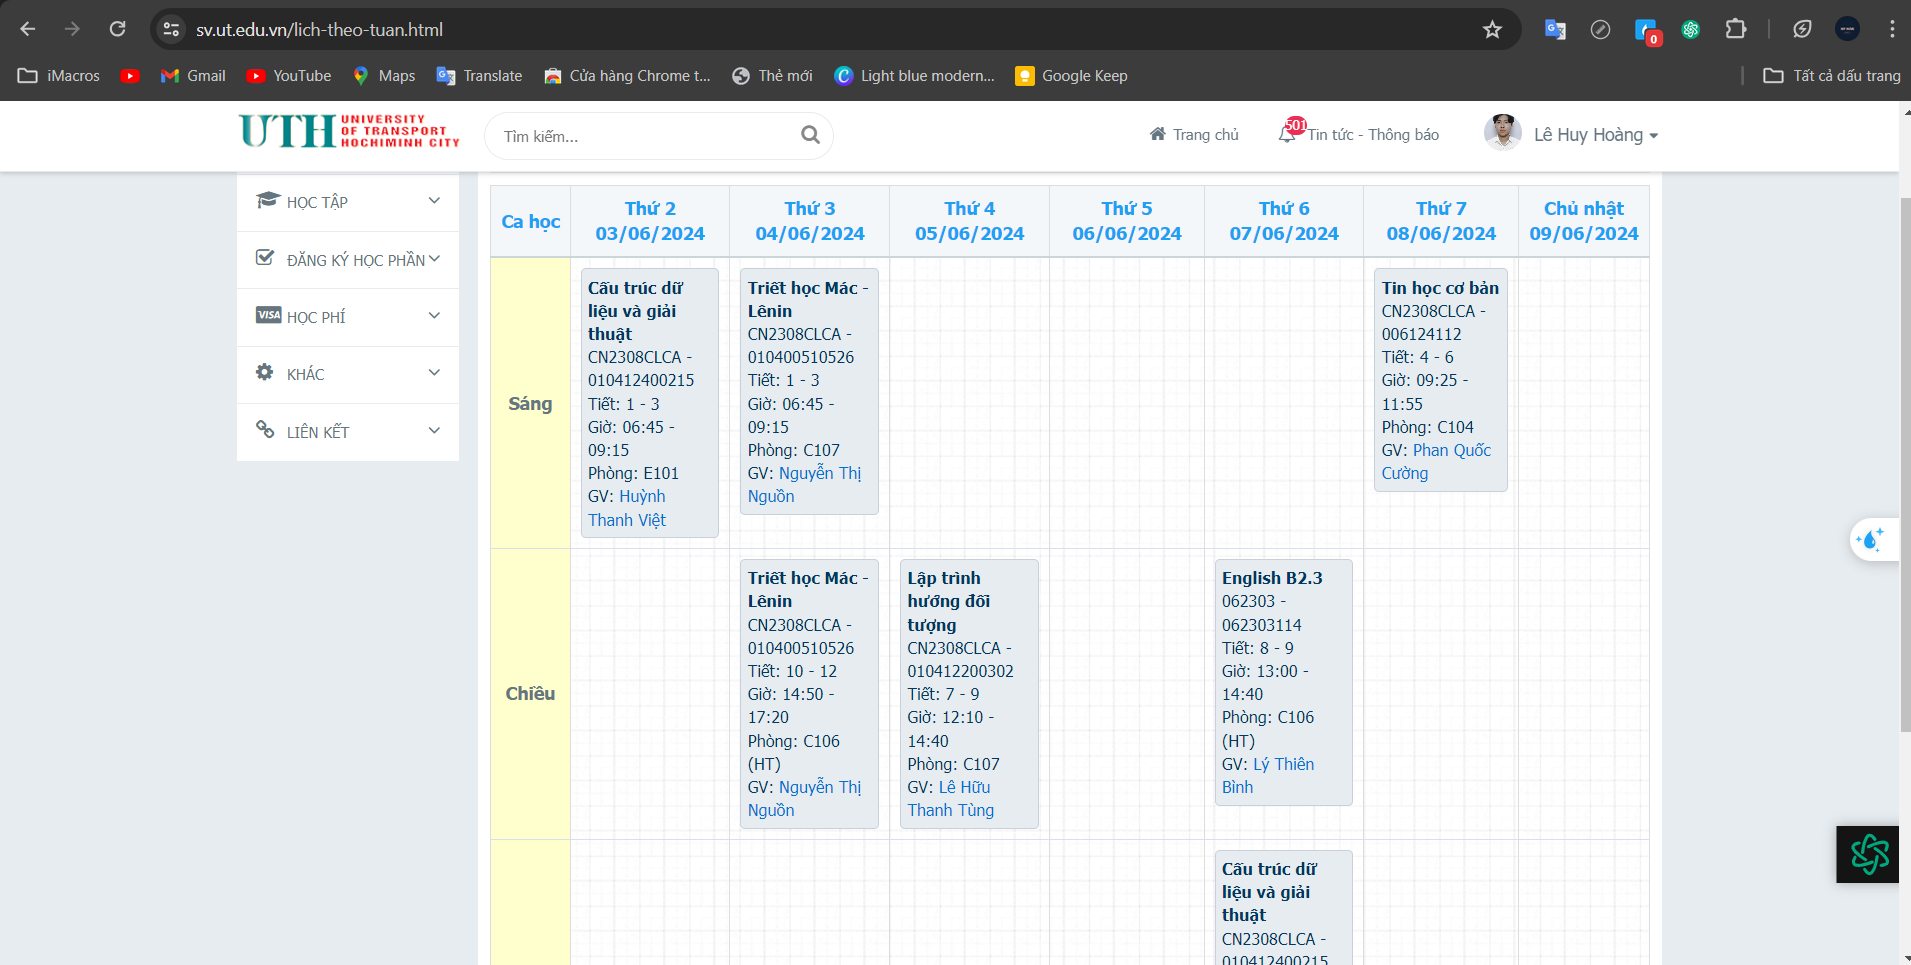 sv.ut.edu.vn/lich-theo-tuan.html
0
iMacros
Gmail
YouTube
Maps
Translate
Cửa hàng Chrome t...
Thẻ mới
Light blue modern...
Google Keep
Tất cả dấu trang
UTH
UNIVERSITY
OF TRANSPORT
HOCHIMINH CITY
Tìm kiếm...
Trang chủ
501
Tin tức - Thông báo
Lê Huy Hoàng
HỌC TẬP
ĐĂNG KÝ HỌC PHẦN
VISA HỌC PHÍ
KHÁC
LIÊN KẾT
Ca học
Thứ 2
03/06/2024
Thứ 3
04/06/2024
Thứ 4
05/06/2024
Thứ 5
06/06/2024
Thứ 6
07/06/2024
Thứ 7
08/06/2024
Chủ nhật
09/06/2024
Sáng
Cấu trúc dữ
liệu và giải
thuật
CN2308CLCA -
010412400215
Tiết: 1 - 3
Giờ: 06:45 -
09:15
Phòng: E101
GV: Huỳnh
Thanh Việt
Triết học Mác -
Lênin
CN2308CLCA -
010400510526
Tiết: 1 - 3
Giờ: 06:45 -
09:15
Phòng: C107
GV: Nguyễn Thị
Nguồn
Tin học cơ bản
CN2308CLCA -
006124112
Tiết: 4 - 6
Giờ: 09:25 -
11:55
Phòng: C104
GV: Phan Quốc
Cường
Chiều
Triết học Mác -
Lênin
CN2308CLCA -
010400510526
Tiết: 10 - 12
Giờ: 14:50 -
17:20
Phòng: C106
(HT)
GV: Nguyễn Thị
Nguồn
Lập trình
hướng đối
tượng
CN2308CLCA -
010412200302
Tiết: 7 - 9
Giờ: 12:10 -
14:40
Phòng: C107
GV: Lê Hữu
Thanh Tùng
English B2.3
062303 -
062303114
Tiết: 8 - 9
Giờ: 13:00 -
14:40
Phòng: C106
(HT)
GV: Lý Thiên
Bình
Cấu trúc dữ
liệu và giải
thuật
CN2308CLCA -
010412400215